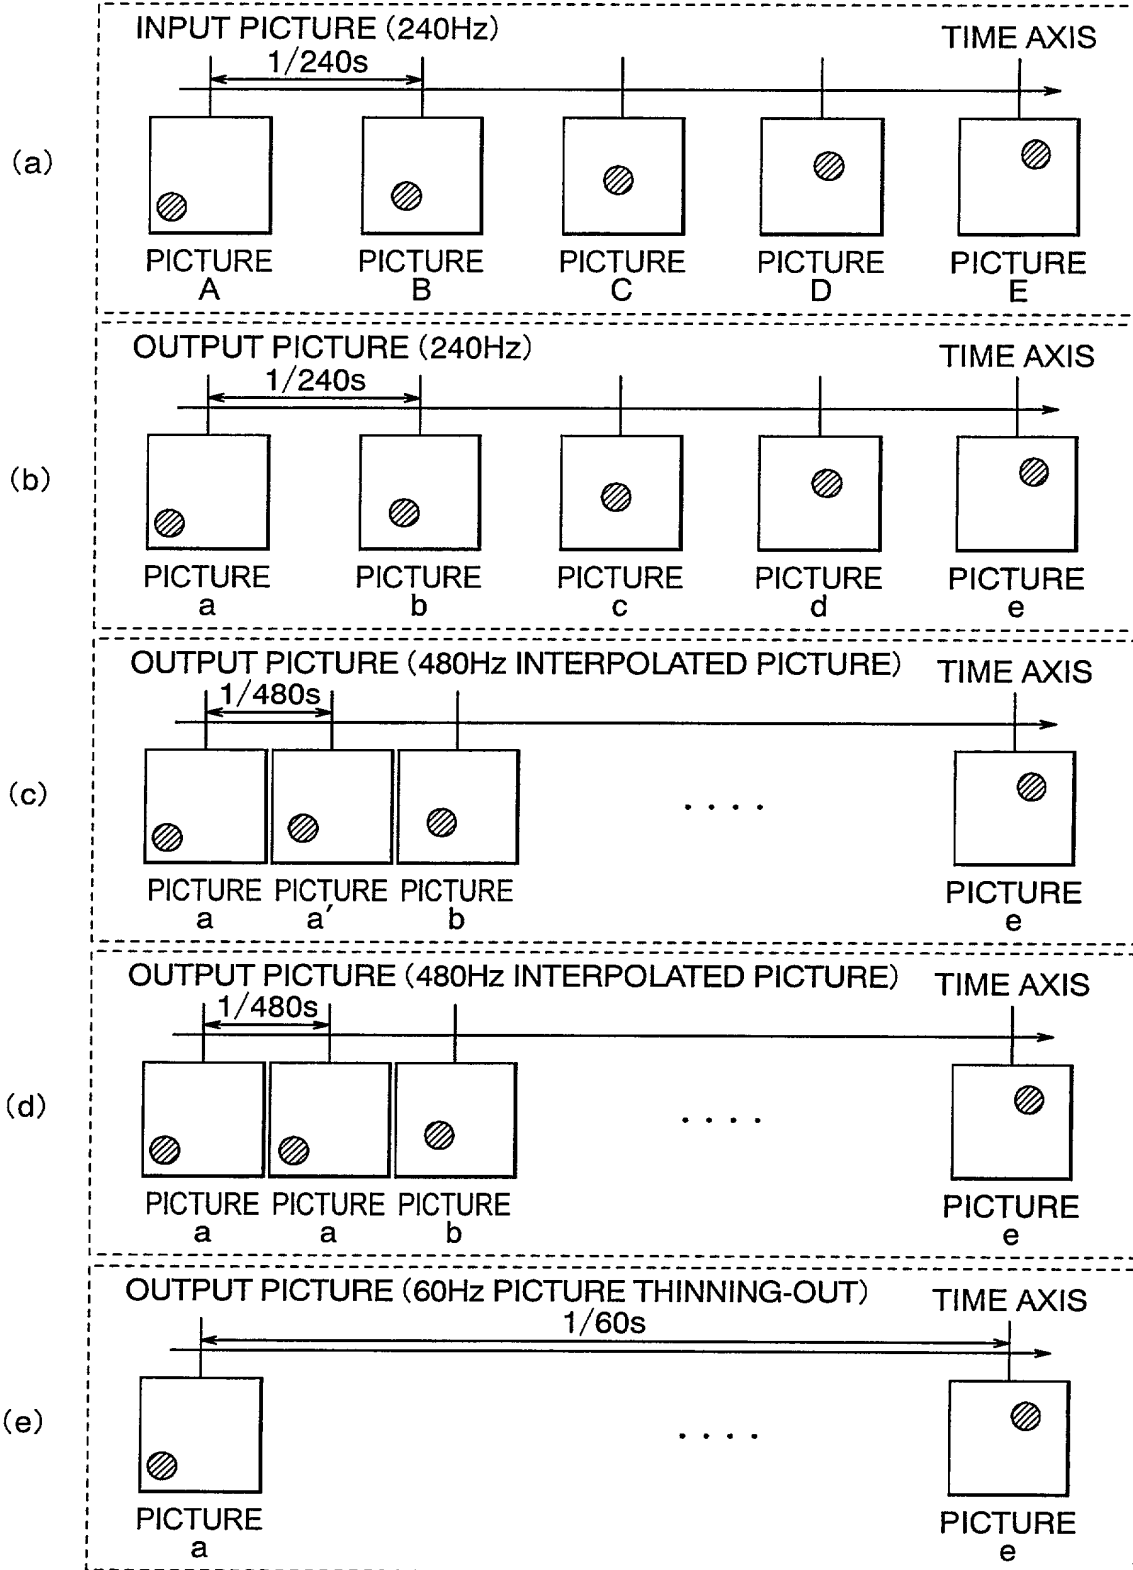 INPUT PICTURE (240Hz)
TIME AXIS
1/240s
(a)
PICTURE PICTURE PICTURE PICTURE PICTURE
A B C D E
OUTPUT PICTURE (240Hz)
TIME AXIS
1/240s
(b)
PICTURE PICTURE PICTURE PICTURE PICTURE
a b c d e
OUTPUT PICTURE (480Hz INTERPOLATED PICTURE)
TIME AXIS
1/480s
(c)
. . . .
PICTURE PICTURE PICTURE PICTURE
a a′ b e
OUTPUT PICTURE (480Hz INTERPOLATED PICTURE)
TIME AXIS
1/480s
(d)
. . . .
PICTURE PICTURE PICTURE PICTURE
a a b e
OUTPUT PICTURE (60Hz PICTURE THINNING-OUT)
TIME AXIS
1/60s
(e)
. . . .
PICTURE PICTURE
a e